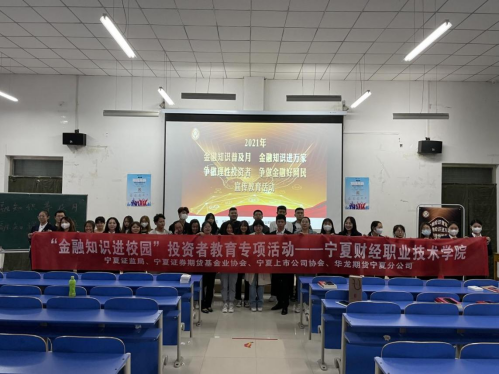 2021年
金融知识普及月 金融知识进万家
争做理性投资者 争做金融好网民
宣传教育活动
“金融知识进校园”投资者教育专项活动——宁夏财经职业技术学院
宁夏证监局、宁夏证券期货基金业协会、宁夏上市公司协会、华龙期货宁夏分公司